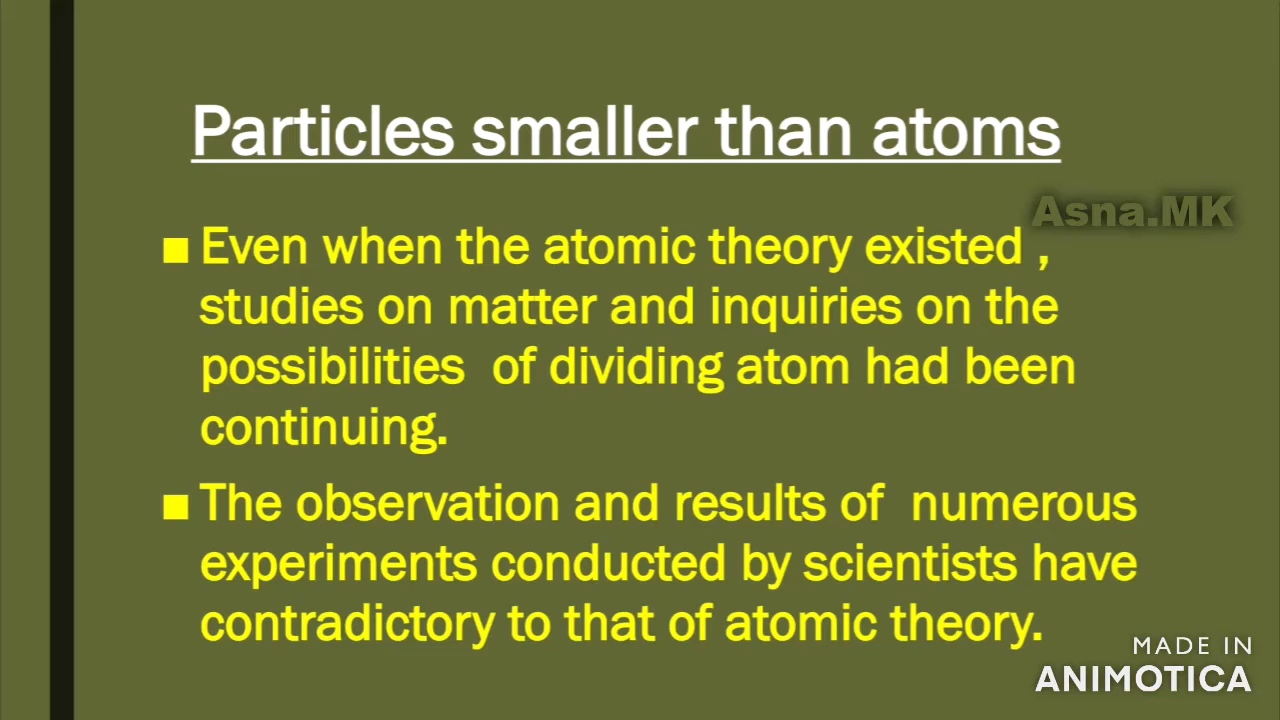 Particles smaller than atoms
Asna.MK
■ Even when the atomic theory existed ,
studies on matter and inquiries on the
possibilities of dividing atom had been
continuing.
■ The observation and results of numerous
experiments conducted by scientists have
contradictory to that of atomic theory.
MADE IN
ANIMOTICA